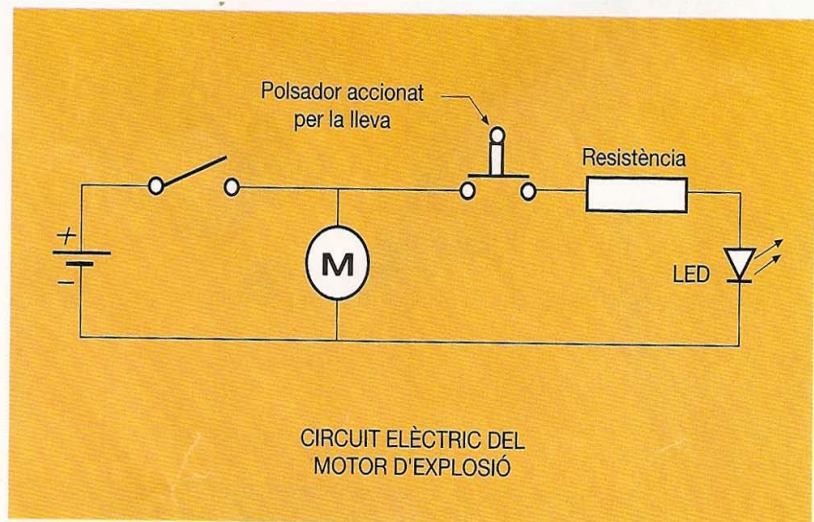 Polsador accionat
per la lleva
Resistència
+
M
LED
−
CIRCUIT ELÈCTRIC DEL
MOTOR D'EXPLOSIÓ